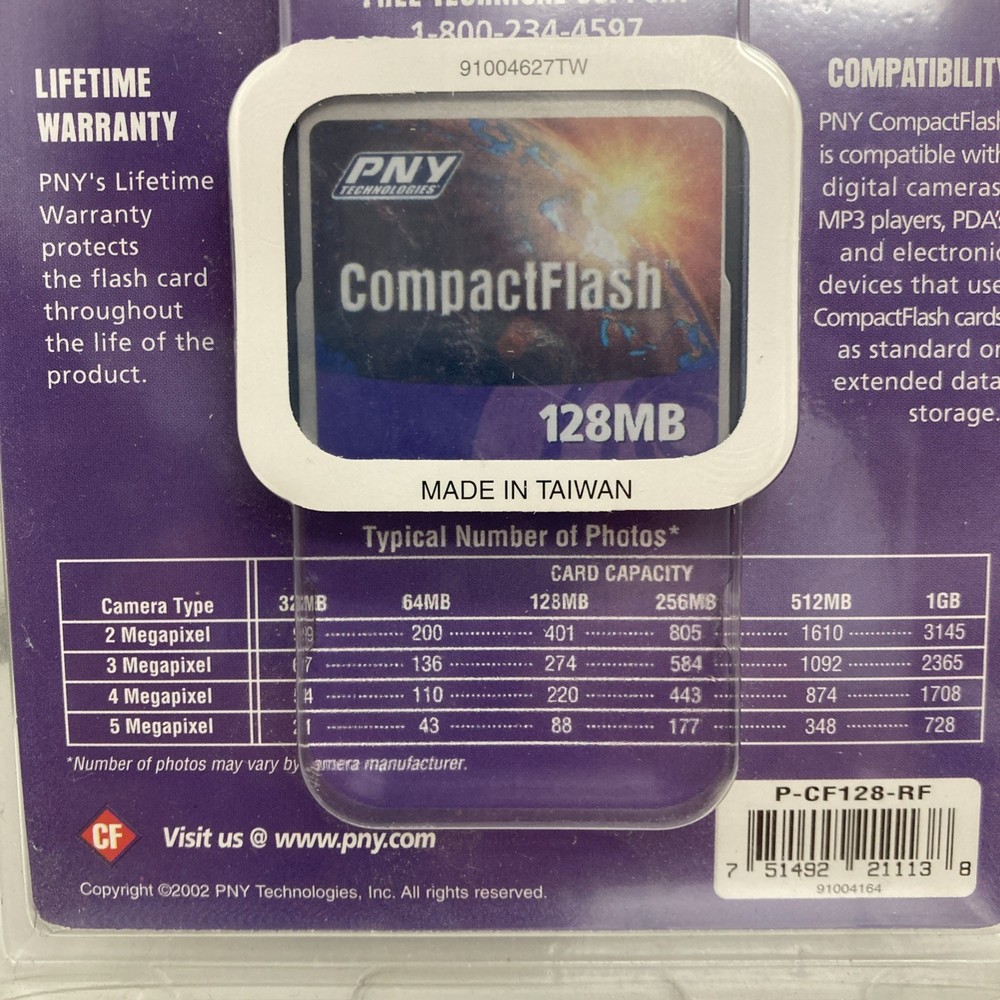 FREE TECHNICAL SUPPORT
1-800-234-4597
91004627TW
LIFETIME
WARRANTY
PNY's Lifetime
Warranty
protects
the flash card
throughout
the life of the
product.
PNY
TECHNOLOGIES
CompactFlash
128MB
MADE IN TAIWAN
COMPATIBILITY
PNY CompactFlash
is compatible with
digital cameras,
MP3 players, PDA's
and electronic
devices that use
CompactFlash cards
as standard or
extended data
storage.
Typical Number of Photos*
CARD CAPACITY
Camera Type 32MB 64MB 128MB 256MB 512MB 1GB
2 Megapixel 200 401 805 1610 3145
3 Megapixel 136 274 584 1092 2365
4 Megapixel 110 220 443 874 1708
5 Megapixel 43 88 177 348 728
*Number of photos may vary by camera manufacturer.
CF Visit us @ www.pny.com
Copyright ©2002 PNY Technologies, Inc. All rights reserved.
P-CF128-RF
7 51492 21113 8
91004164